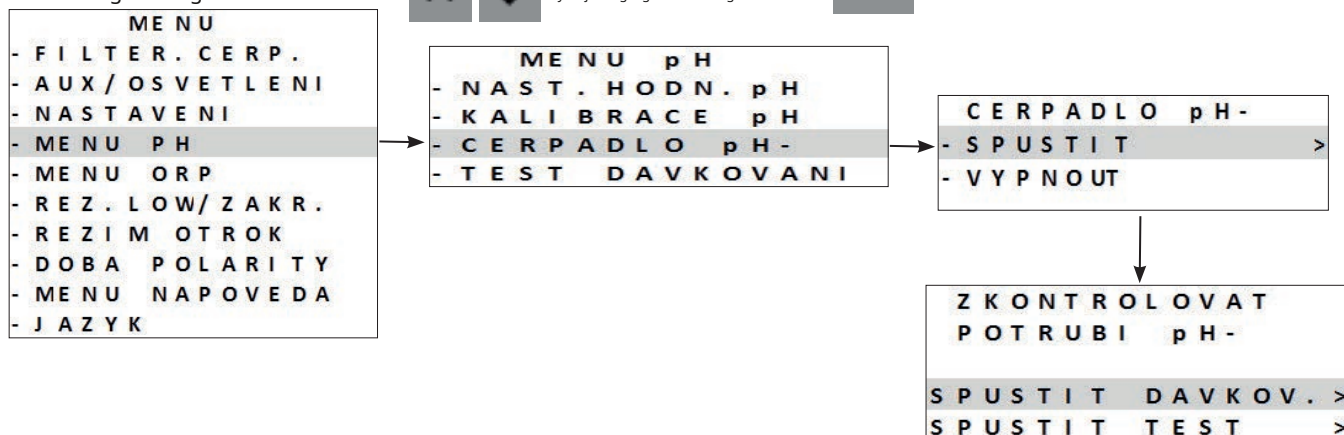 MENU
- FILTER.CERP.
- AUX/OSVETLENI
- NASTAVENI
- MENU PH
- MENU ORP
- REZ.LOW/ZAKR.
- REZIM OTROK
- DOBA POLARITY
- MENU NAPOVEDA
- JAZYK
MENU pH
- NAST. HODN. pH
- KALIBRACE pH
- CERPADLO pH-
- TEST DAVKOVANI
CERPADLO pH-
- SPUSTIT >
- VYPNOUT
ZKONTROLOVAT
POTRUBI pH-
SPUSTIT DAVKOV. >
SPUSTIT TEST >